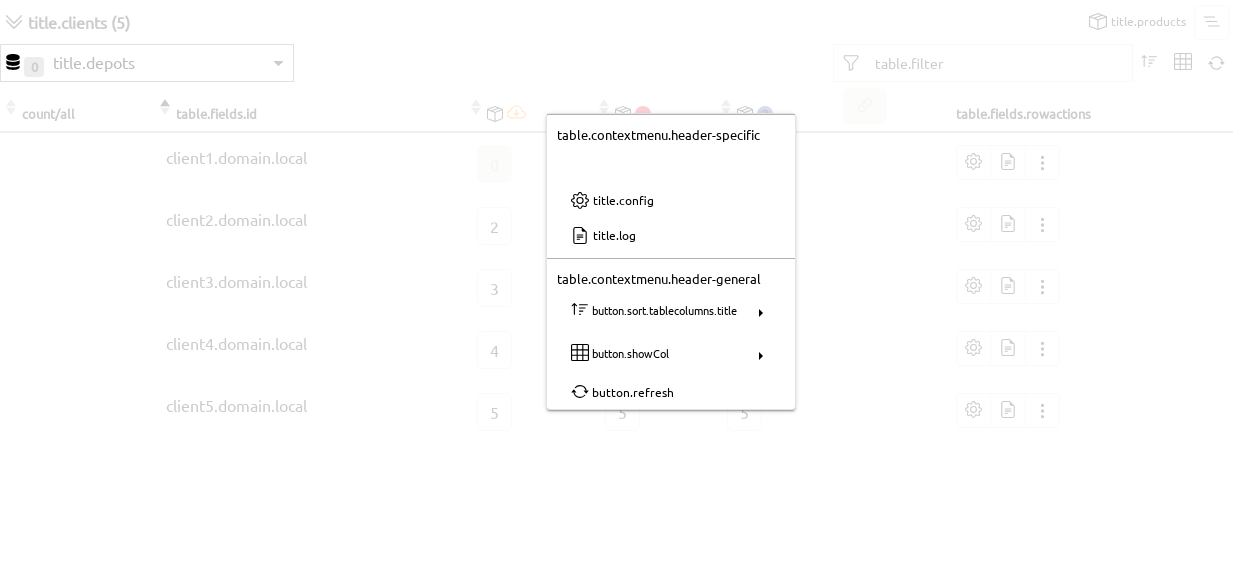 title.clients (5)
title.products
0 title.depots
table.filter
count/all table.fields.id table.fields.rowactions
client1.domain.local 0
client2.domain.local 2
client3.domain.local 3
client4.domain.local 4
client5.domain.local 5 5 5
table.contextmenu.header-specific
title.config
title.log
table.contextmenu.header-general
button.sort.tablecolumns.title
button.showCol
button.refresh